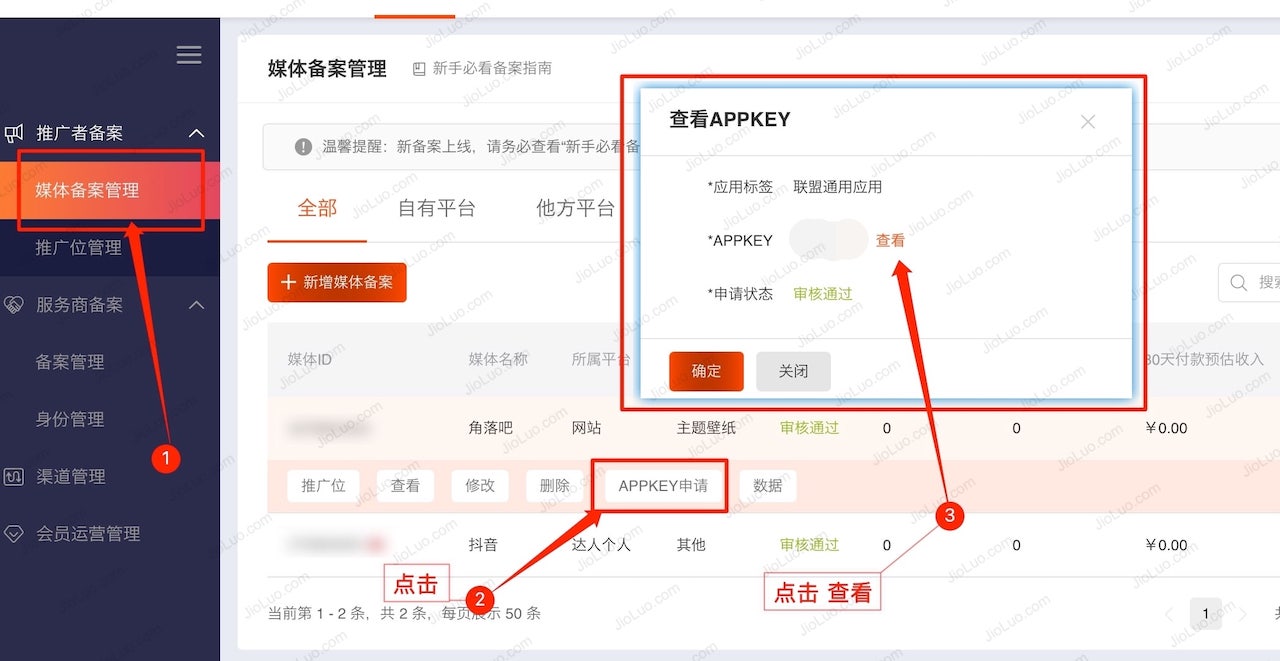 媒体备案管理 新手必看备案指南
推广者备案
温馨提醒：新备案上线，请务必查看“新手必看备
媒体备案管理
全部 自有平台 他方平台
推广位管理
新增媒体备案
服务商备案
备案管理
身份管理
渠道管理
会员运营管理
查看APPKEY
*应用标签 联盟通用应用
*APPKEY 查看
*申请状态 审核通过
确定 关闭
搜索
媒体ID 媒体名称 所属平台 30天付款预估收入
角落吧 网站 主题壁纸 审核通过 0 0 ￥0.00
推广位 查看 修改 删除 APPKEY申请 数据
抖音 达人个人 其他 审核通过 0 0 ￥0.00
当前第 1 - 2 条，共 2 条，每页展示 50 条
1
1
2
点击
3
点击 查看
JioLuo.com